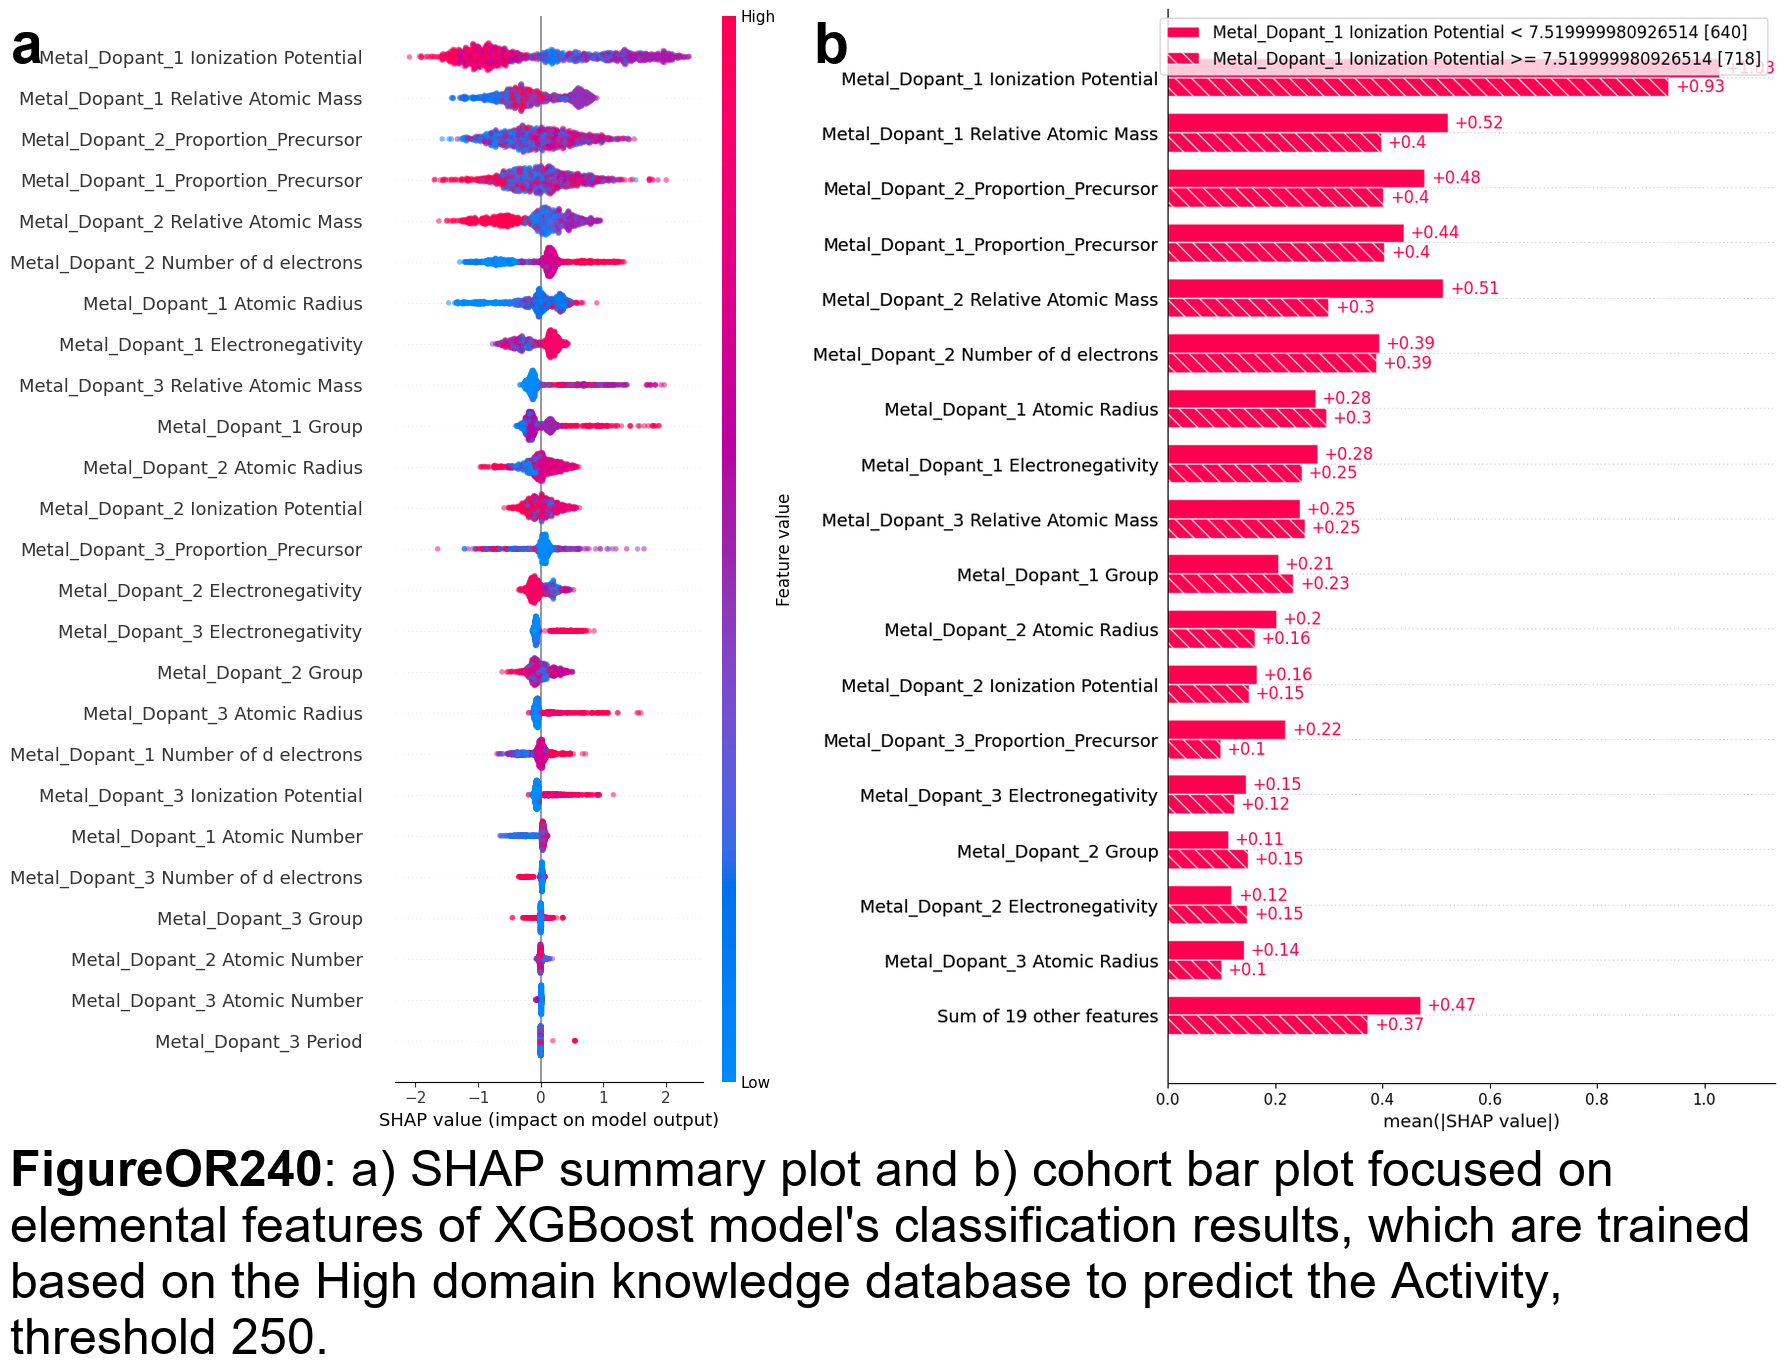 a
High
Metal_Dopant_1 Ionization Potential
Metal_Dopant_1 Relative Atomic Mass
Metal_Dopant_2_Proportion_Precursor
Metal_Dopant_1_Proportion_Precursor
Metal_Dopant_2 Relative Atomic Mass
Metal_Dopant_2 Number of d electrons
Metal_Dopant_1 Atomic Radius
Metal_Dopant_1 Electronegativity
Metal_Dopant_3 Relative Atomic Mass
Metal_Dopant_1 Group
Metal_Dopant_2 Atomic Radius
Metal_Dopant_2 Ionization Potential
Metal_Dopant_3_Proportion_Precursor
Metal_Dopant_2 Electronegativity
Metal_Dopant_3 Electronegativity
Metal_Dopant_2 Group
Metal_Dopant_3 Atomic Radius
Metal_Dopant_1 Number of d electrons
Metal_Dopant_3 Ionization Potential
Metal_Dopant_1 Atomic Number
Metal_Dopant_3 Number of d electrons
Metal_Dopant_3 Group
Metal_Dopant_2 Atomic Number
Metal_Dopant_3 Atomic Number
Metal_Dopant_3 Period
Low
Feature value
−2 −1 0 1 2
SHAP value (impact on model output)
b
Metal_Dopant_1 Ionization Potential < 7.519999980926514 [640]
Metal_Dopant_1 Ionization Potential >= 7.519999980926514 [718]
Metal_Dopant_1 Ionization Potential
+1.03
+0.93
Metal_Dopant_1 Relative Atomic Mass
+0.52
+0.4
Metal_Dopant_2_Proportion_Precursor
+0.48
+0.4
Metal_Dopant_1_Proportion_Precursor
+0.44
+0.4
Metal_Dopant_2 Relative Atomic Mass
+0.51
+0.3
Metal_Dopant_2 Number of d electrons
+0.39
+0.39
Metal_Dopant_1 Atomic Radius
+0.28
+0.3
Metal_Dopant_1 Electronegativity
+0.28
+0.25
Metal_Dopant_3 Relative Atomic Mass
+0.25
+0.25
Metal_Dopant_1 Group
+0.21
+0.23
Metal_Dopant_2 Atomic Radius
+0.2
+0.16
Metal_Dopant_2 Ionization Potential
+0.16
+0.15
Metal_Dopant_3_Proportion_Precursor
+0.22
+0.1
Metal_Dopant_3 Electronegativity
+0.15
+0.12
Metal_Dopant_2 Group
+0.11
+0.15
Metal_Dopant_2 Electronegativity
+0.12
+0.15
Metal_Dopant_3 Atomic Radius
+0.14
+0.1
Sum of 19 other features
+0.47
+0.37
0.0 0.2 0.4 0.6 0.8 1.0
mean(|SHAP value|)
FigureOR240: a) SHAP summary plot and b) cohort bar plot focused on
elemental features of XGBoost model's classification results, which are trained
based on the High domain knowledge database to predict the Activity,
threshold 250.